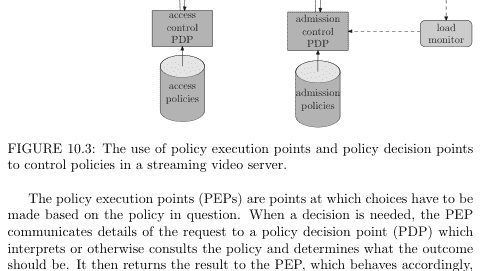 access
control
PDP
admission
control
PDP
load
monitor
access
policies
admission
policies
FIGURE 10.3: The use of policy execution points and policy decision points
to control policies in a streaming video server.
The policy execution points (PEPs) are points at which choices have to be
made based on the policy in question. When a decision is needed, the PEP
communicates details of the request to a policy decision point (PDP) which
interprets or otherwise consults the policy and determines what the outcome
should be. It then returns the result to the PEP, which behaves accordingly,